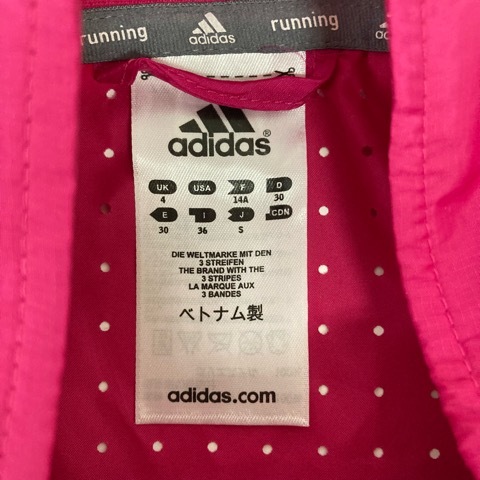 running
adidas
running
adidas®
UK USA F D
4 14A 30
E I J CDN
30 36 S
DIE WELTMARKE MIT DEN
3 STREIFEN
THE BRAND WITH THE
3 STRIPES
LA MARQUE AUX
3 BANDES
ベトナム製
adidas.com